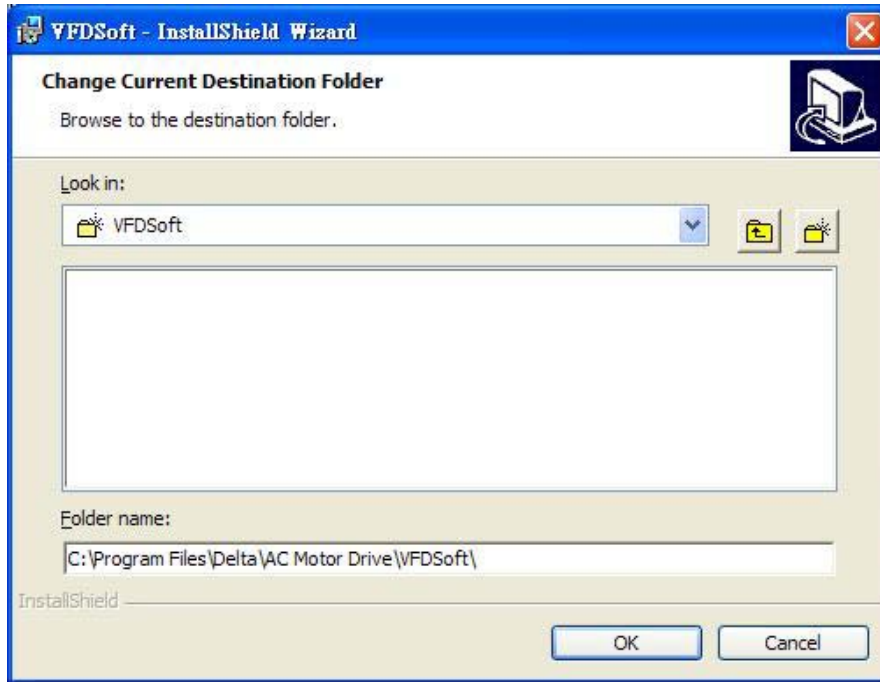 VFDSoft - InstallShield Wizard
Change Current Destination Folder
Browse to the destination folder.
Look in:
VFDSoft
Folder name:
C:\Program Files\Delta\AC Motor Drive\VFDSoft\
InstallShield
OK Cancel